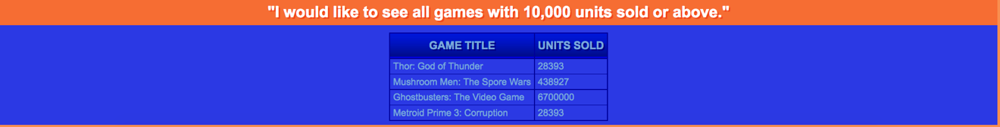 "I would like to see all games with 10,000 units sold or above."
GAME TITLE UNITS SOLD
Thor: God of Thunder 28393
Mushroom Men: The Spore Wars 438927
Ghostbusters: The Video Game 6700000
Metroid Prime 3: Corruption 28393